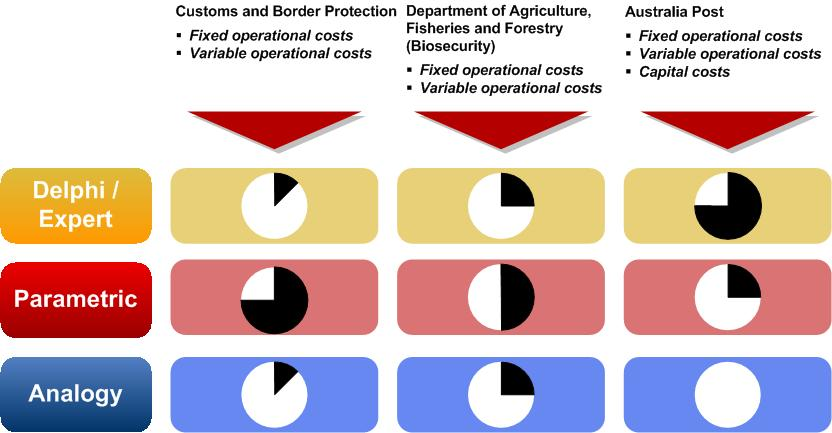 Customs and Border Protection
▪ Fixed operational costs
▪ Variable operational costs
Department of Agriculture,
Fisheries and Forestry
(Biosecurity)
▪ Fixed operational costs
▪ Variable operational costs
Australia Post
▪ Fixed operational costs
▪ Variable operational costs
▪ Capital costs
Delphi /
Expert
Parametric
Analogy